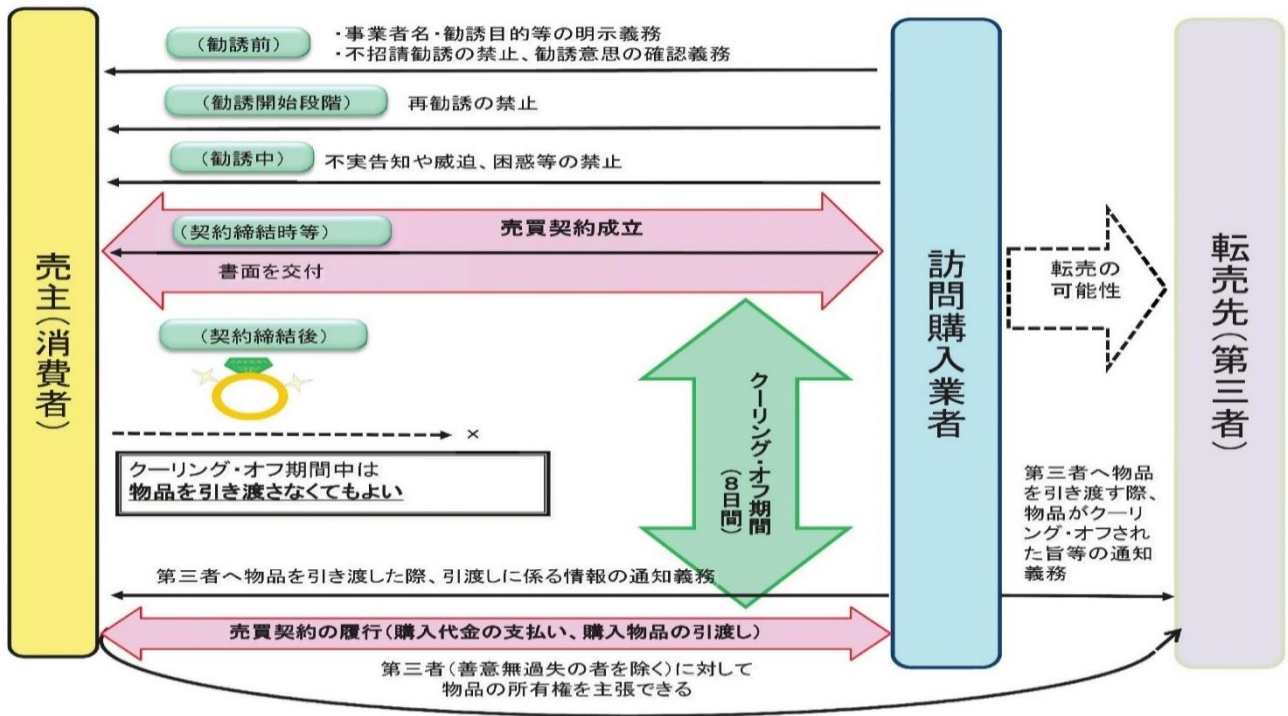 (勧誘前)
・事業者名・勧誘目的等の明示義務
・不招請勧誘の禁止、勧誘意思の確認義務
(勧誘開始段階)
再勧誘の禁止
(勧誘中)
不実告知や威迫、困惑等の禁止
売買契約成立
(契約締結時等)
書面を交付
(契約締結後)
×
クーリング・オフ期間中は
物品を引き渡さなくてもよい
クーリング・オフ期間
(8日間)
売主(消費者)
訪問購入業者
転売の
可能性
転売先(第三者)
第三者へ物品
を引き渡す際、
物品がクーリ
ング・オフされ
た旨等の通知
義務
第三者へ物品を引き渡した際、引渡しに係る情報の通知義務
売買契約の履行(購入代金の支払い、購入物品の引渡し)
第三者(善意無過失の者を除く)に対して
物品の所有権を主張できる